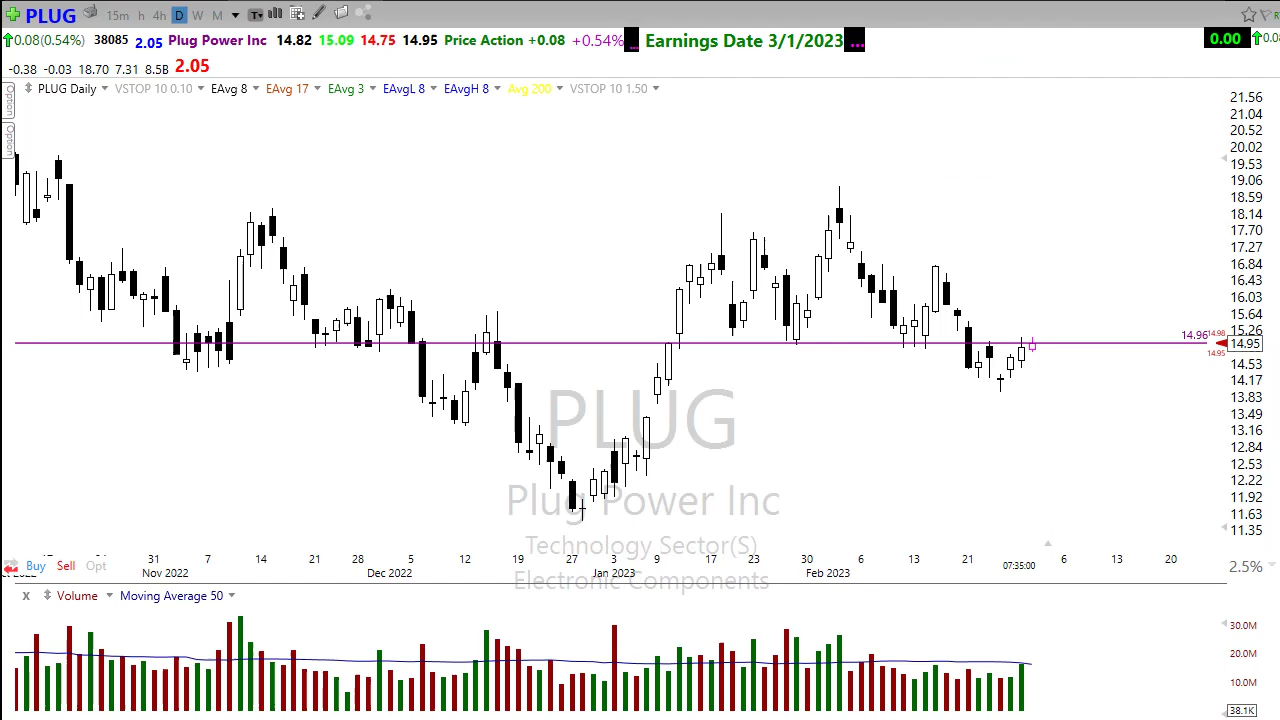 PLUG 15m h 4h D W M T
0.08(0.54%) 38085 2.05 Plug Power Inc 14.82 15.09 14.75 14.95 Price Action +0.08 +0.54% ... Earnings Date 3/1/2023 ... 0.00 0.08
-0.38 -0.03 18.70 7.31 8.5B 2.05
PLUG Daily VSTOP 10 0.10 EAvg 8 EAvg 17 EAvg 3 EAvgL 8 EAvgH 8 Avg 200 VSTOP 10 1.50
Option
Option
21.56
21.04
20.52
20.02
19.53
19.06
18.59
18.14
17.70
17.27
16.84
16.43
16.03
15.64
15.26
14.96 14.98
14.95
14.95
14.53
14.17
13.83
13.49
13.16
12.84
12.53
12.22
11.92
11.63
11.35
PLUG
Plug Power Inc
Technology Sector(S)
Electronic Components
31 7 14 21 28 5 12 19 27 3 9 17 23 30 6 13 21 6 13 20
Nov 2022 Dec 2022 Jan 2023 Feb 2023 07:35:00
Buy Sell Opt 2.5%
x Volume Moving Average 50
30.0M
20.0M
10.0M
38.1K